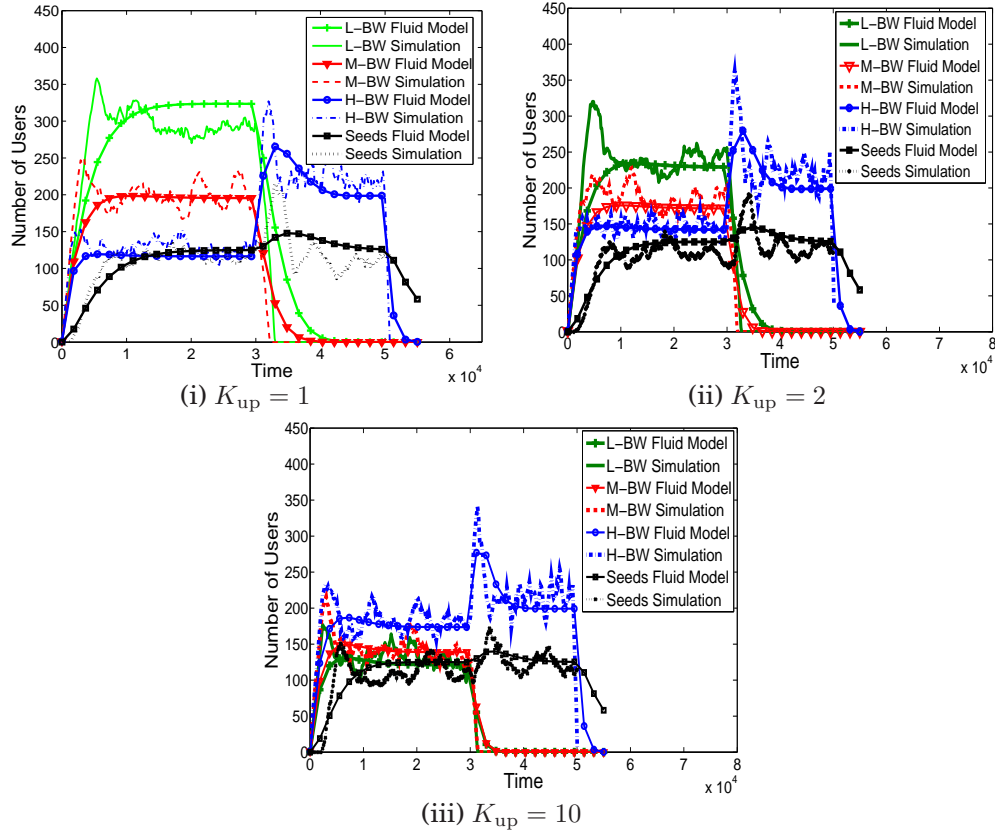 450
400
350
300
250
200
150
100
50
0
Number of Users
0 1 2 3 4 5 6
Time
x 10⁴
L−BW Fluid Model
L−BW Simulation
M−BW Fluid Model
M−BW Simulation
H−BW Fluid Model
H−BW Simulation
Seeds Fluid Model
Seeds Simulation
(i) K_up = 1
450
400
350
300
250
200
150
100
50
0
Number of Users
0 1 2 3 4 5 6 7 8
Time
x 10⁴
L−BW Fluid Model
L−BW Simulation
M−BW Fluid Model
M−BW Simulation
H−BW Fluid Model
H−BW Simulation
Seeds Fluid Model
Seeds Simulation
(ii) K_up = 2
450
400
350
300
250
200
150
100
50
0
Number of Users
0 1 2 3 4 5 6 7 8
Time
x 10⁴
L−BW Fluid Model
L−BW Simulation
M−BW Fluid Model
M−BW Simulation
H−BW Fluid Model
H−BW Simulation
Seeds Fluid Model
Seeds Simulation
(iii) K_up = 10